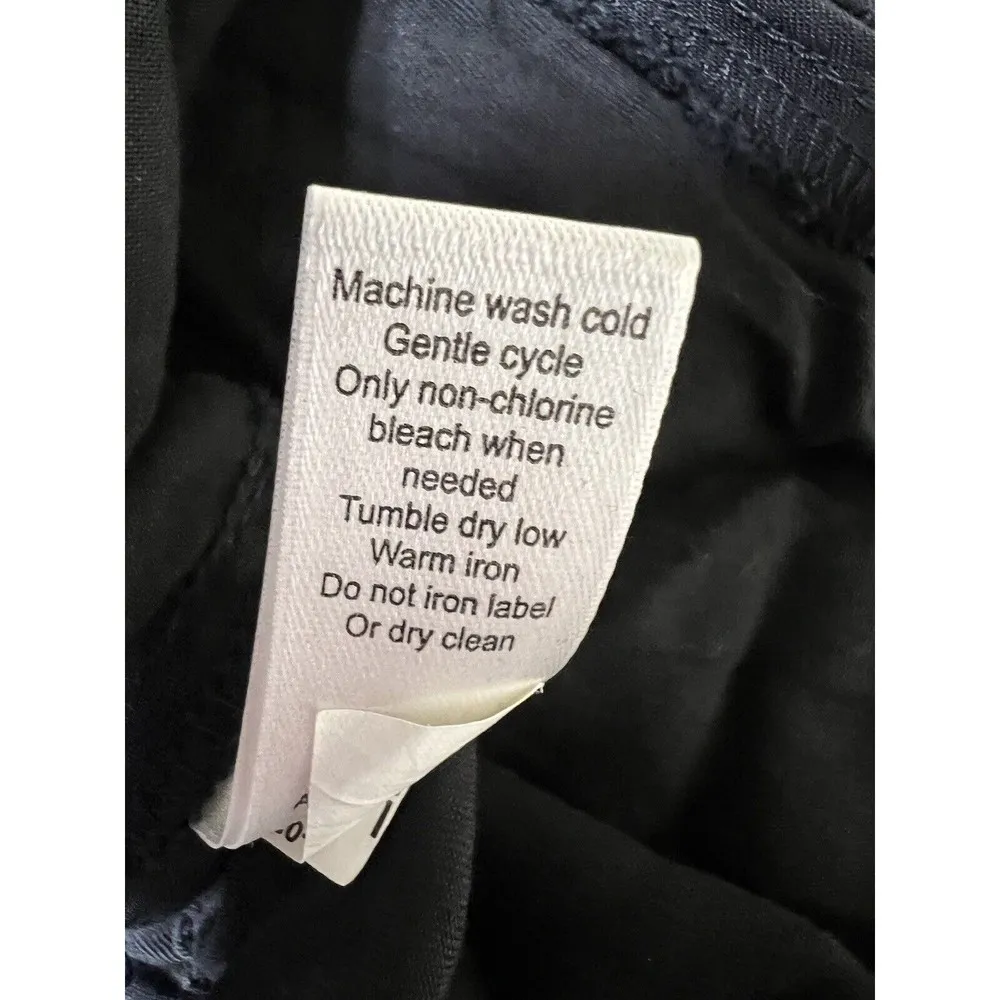 Machine wash cold
Gentle cycle
Only non-chlorine
bleach when
needed
Tumble dry low
Warm iron
Do not iron label
Or dry clean